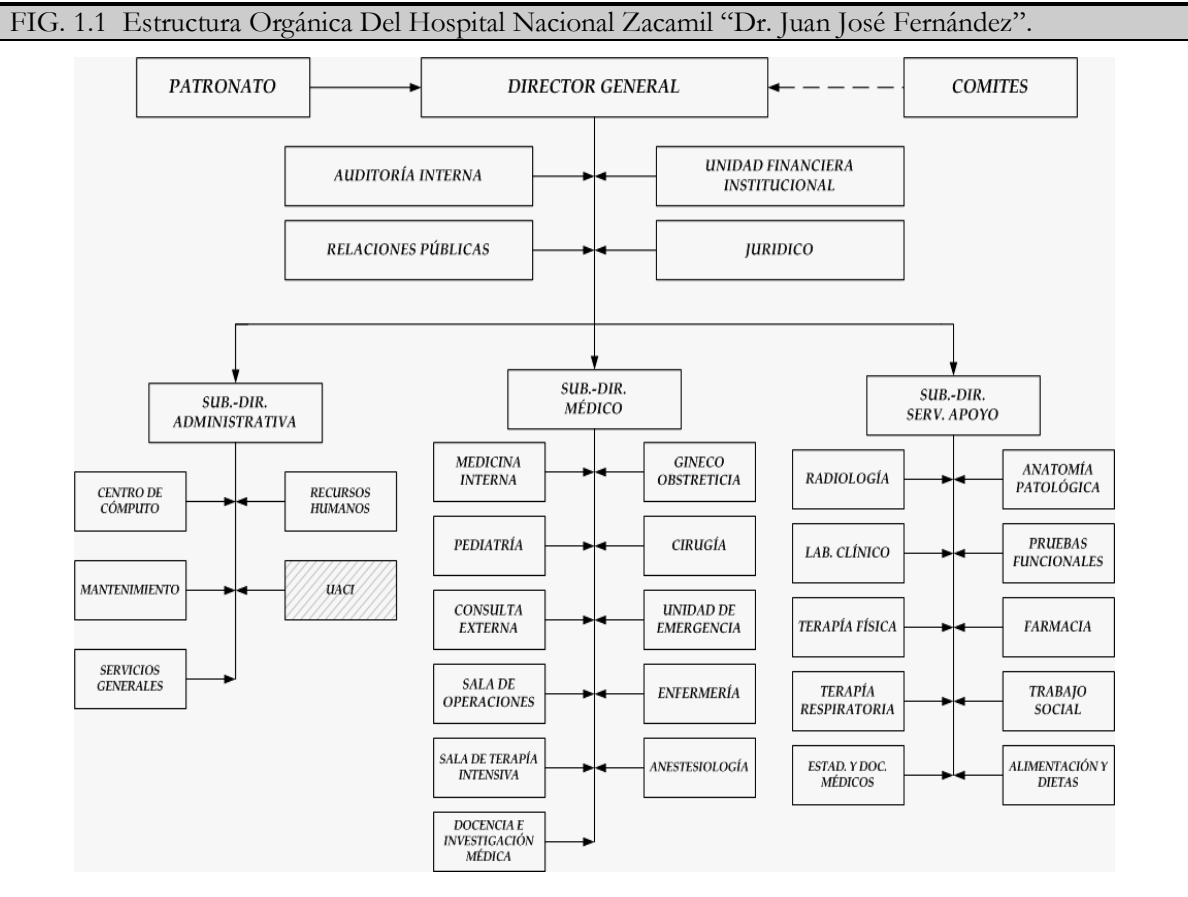 FIG. 1.1 Estructura Orgánica Del Hospital Nacional Zacamil “Dr. Juan José Fernández”.
PATRONATO
DIRECTOR GENERAL
COMITES
AUDITORÍA INTERNA
UNIDAD FINANCIERA
INSTITUCIONAL
RELACIONES PÚBLICAS
JURIDICO
SUB.-DIR.
ADMINISTRATIVA
CENTRO DE
CÓMPUTO
RECURSOS
HUMANOS
MANTENIMIENTO
UACI
SERVICIOS
GENERALES
SUB.-DIR.
MÉDICO
MEDICINA
INTERNA
GINECO
OBSTRETICIA
PEDIATRÍA
CIRUGÍA
CONSULTA
EXTERNA
UNIDAD DE
EMERGENCIA
SALA DE
OPERACIONES
ENFERMERÍA
SALA DE TERAPÍA
INTENSIVA
ANESTESIOLOGÍA
DOCENCIA E
INVESTIGACIÓN
MÉDICA
SUB.-DIR.
SERV. APOYO
RADIOLOGÍA
ANATOMÍA
PATOLÓGICA
LAB. CLÍNICO
PRUEBAS
FUNCIONALES
TERAPÍA FÍSICA
FARMACIA
TERAPÍA
RESPIRATORIA
TRABAJO
SOCIAL
ESTAD. Y DOC.
MÉDICOS
ALIMENTACIÓN Y
DIETAS